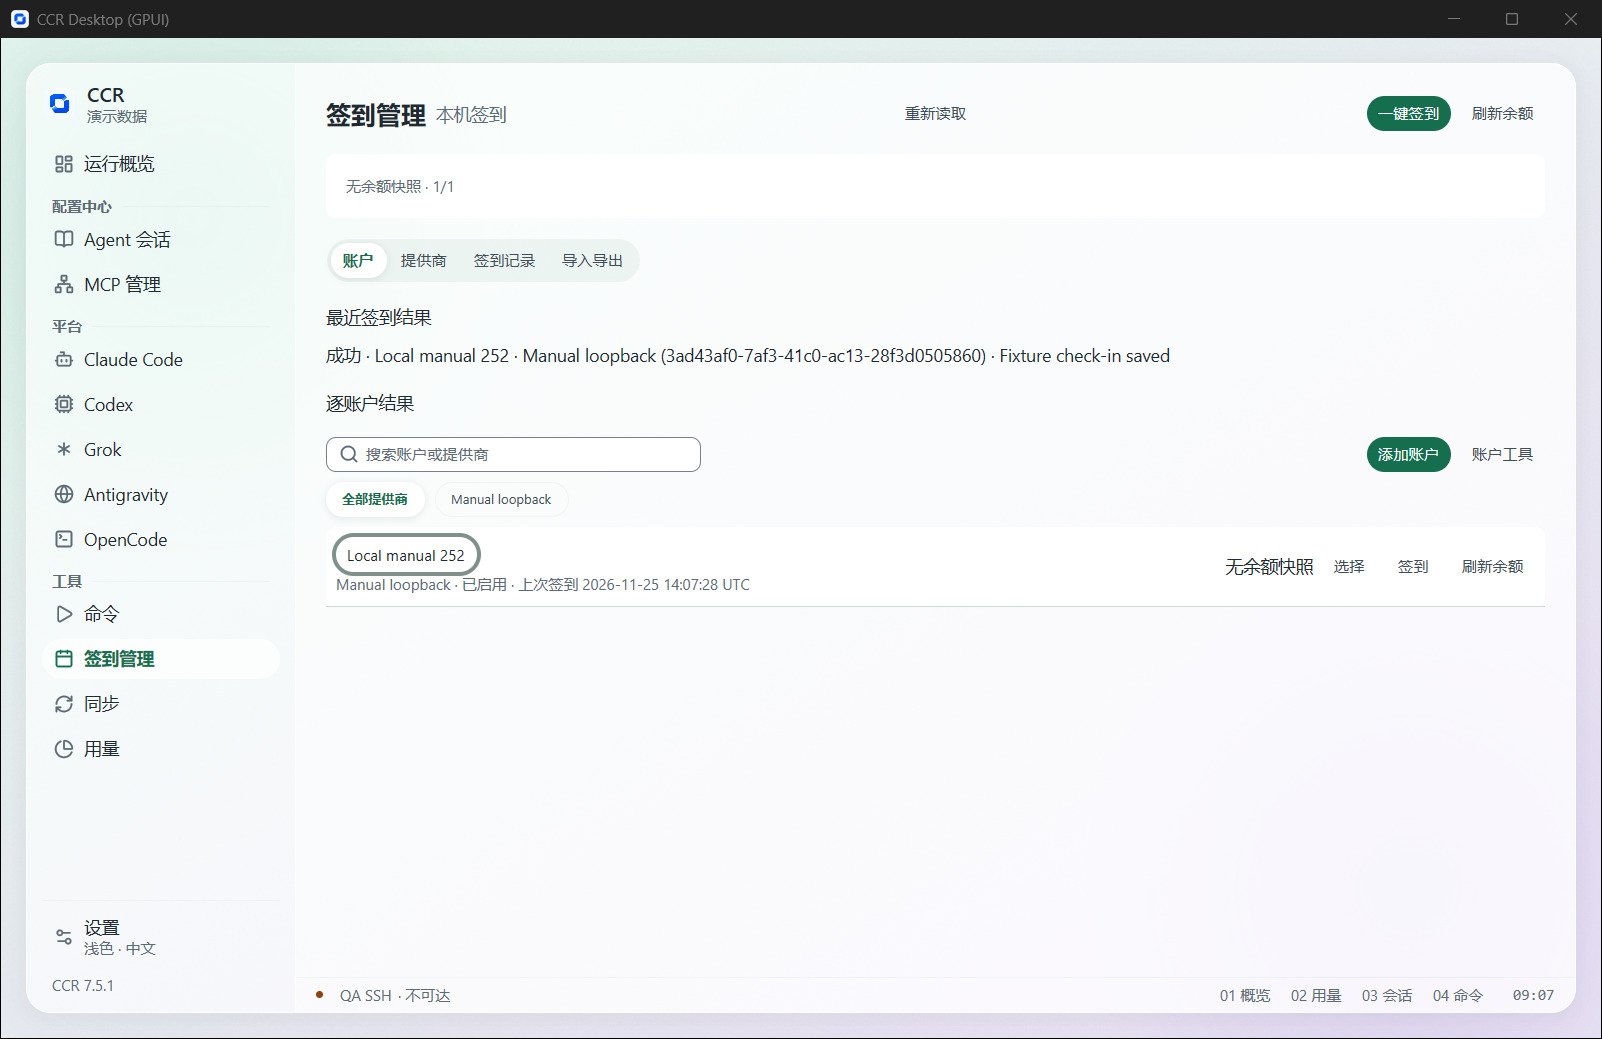 CCR Desktop (GPUI)
CCR
演示数据
运行概览
配置中心
Agent 会话
MCP 管理
平台
Claude Code
Codex
Grok
Antigravity
OpenCode
工具
命令
签到管理
同步
用量
设置
浅色 · 中文
CCR 7.5.1
签到管理 本机签到
重新读取
一键签到 刷新余额
无余额快照 · 1/1
账户 提供商 签到记录 导入导出
最近签到结果
成功 · Local manual 252 · Manual loopback (3ad43af0-7af3-41c0-ac13-28f3d0505860) · Fixture check-in saved
逐账户结果
搜索账户或提供商
添加账户 账户工具
全部提供商 Manual loopback
Local manual 252
Manual loopback · 已启用 · 上次签到 2026-11-25 14:07:28 UTC
无余额快照 选择 签到 刷新余额
QA SSH · 不可达
01 概览 02 用量 03 会话 04 命令 09:07